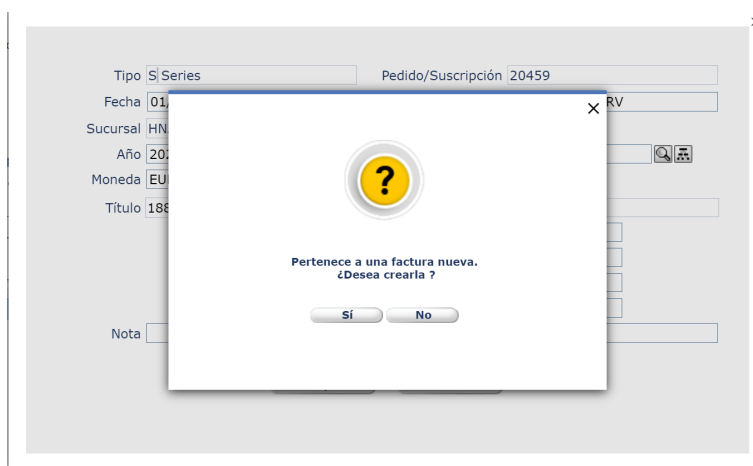 Tipo S Series Pedido/Suscripción 20459
Fecha 01/ RV
Sucursal HN
Año 202
Moneda EU
Título 188
Pertenece a una factura nueva.
¿Desea crearla ?
Sí No
Nota